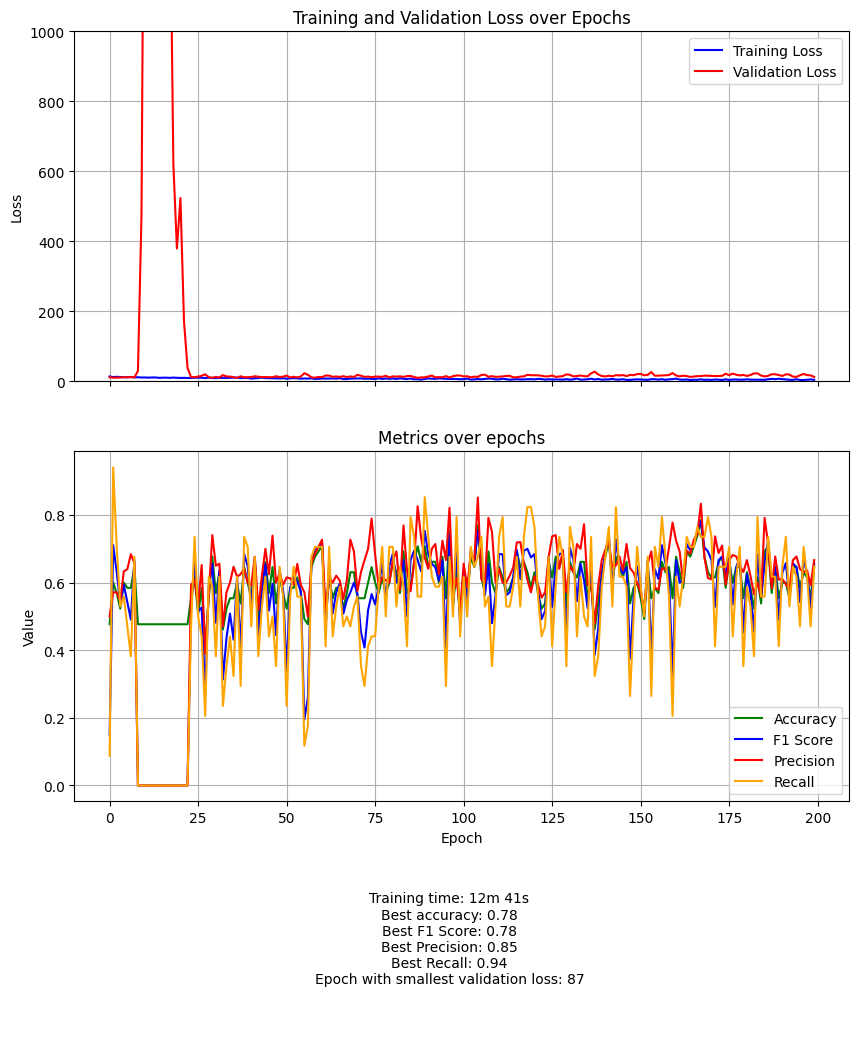 Training and Validation Loss over Epochs
1000
800
600
400
200
0
Loss
Training Loss
Validation Loss
Metrics over epochs
0.8
0.6
0.4
0.2
0.0
Value
Accuracy
F1 Score
Precision
Recall
0 25 50 75 100 125 150 175 200
Epoch
Training time: 12m 41s
Best accuracy: 0.78
Best F1 Score: 0.78
Best Precision: 0.85
Best Recall: 0.94
Epoch with smallest validation loss: 87